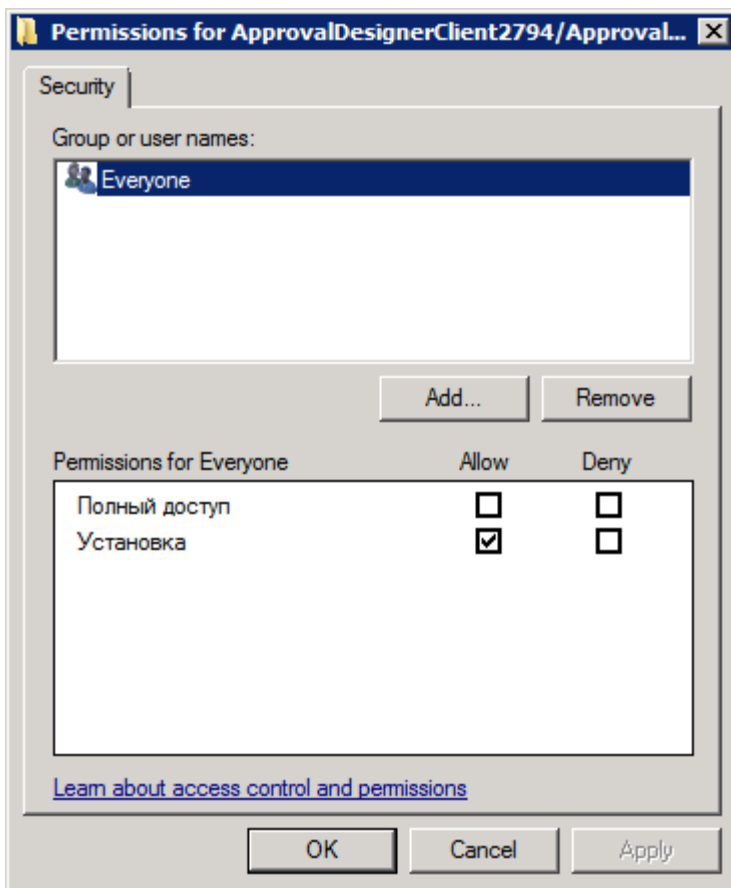 Permissions for ApprovalDesignerClient2794/Approval...
Security
Group or user names:
Everyone
Add... Remove
Permissions for Everyone Allow Deny
Полный доступ
Установка
Learn about access control and permissions
OK Cancel Apply